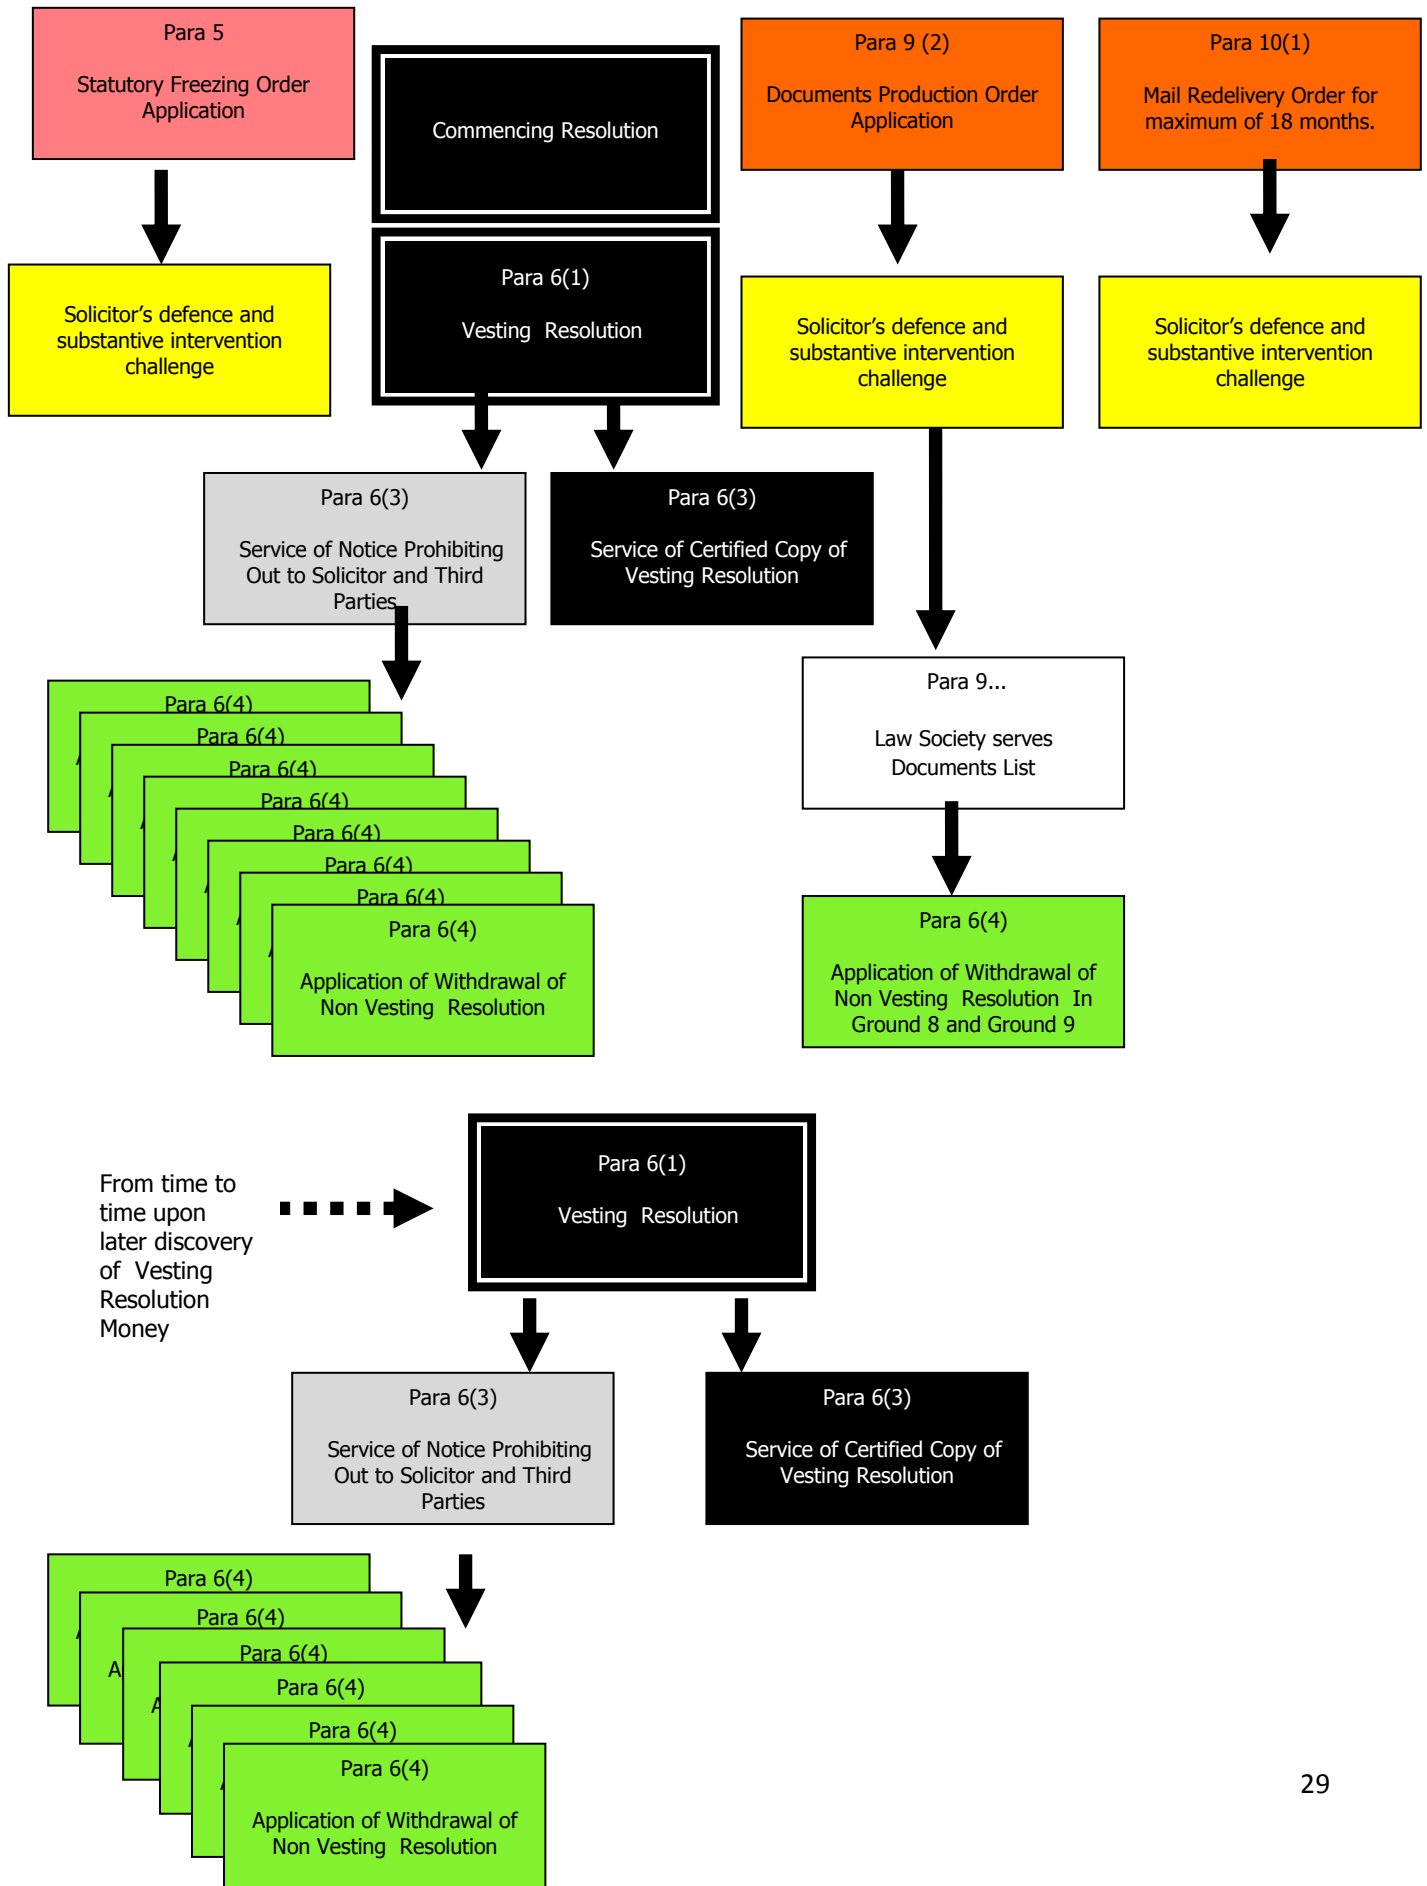 Para 5
Statutory Freezing Order
Application
Commencing Resolution
Para 9 (2)
Documents Production Order
Application
Para 10(1)
Mail Redelivery Order for
maximum of 18 months.
Solicitor’s defence and
substantive intervention
challenge
Para 6(1)
Vesting Resolution
Solicitor’s defence and
substantive intervention
challenge
Solicitor’s defence and
substantive intervention
challenge
Para 6(3)
Service of Notice Prohibiting
Out to Solicitor and Third
Parties
Para 6(3)
Service of Certified Copy of
Vesting Resolution
Para 9...
Law Society serves
Documents List
Para 6(4)
Para 6(4)
Para 6(4)
Para 6(4)
Para 6(4)
Para 6(4)
Para 6(4)
Para 6(4)
Application of Withdrawal of
Non Vesting Resolution
Para 6(4)
Application of Withdrawal of
Non Vesting Resolution In
Ground 8 and Ground 9
From time to
time upon
later discovery
of Vesting
Resolution
Money
Para 6(1)
Vesting Resolution
Para 6(3)
Service of Notice Prohibiting
Out to Solicitor and Third
Parties
Para 6(3)
Service of Certified Copy of
Vesting Resolution
Para 6(4)
Para 6(4)
A
Para 6(4)
Para 6(4)
Para 6(4)
Para 6(4)
Application of Withdrawal of
Non Vesting Resolution
29